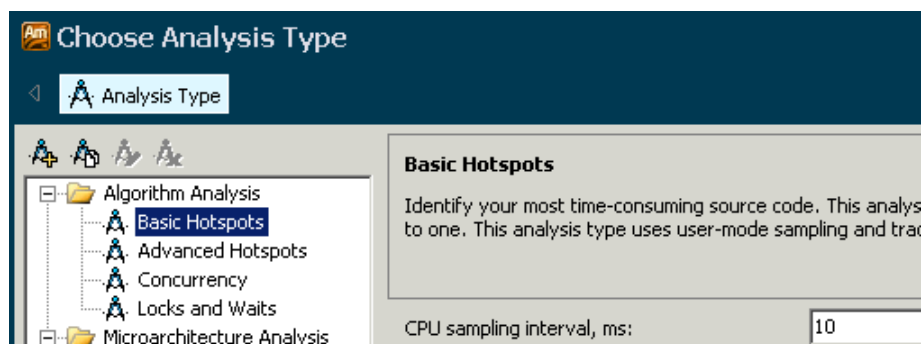 Am
Choose Analysis Type
Analysis Type
Algorithm Analysis
Basic Hotspots
Advanced Hotspots
Concurrency
Locks and Waits
Microarchitecture Analysis
Basic Hotspots
Identify your most time-consuming source code. This
to one. This analysis type uses user-mode sampling and
CPU sampling interval, ms:
10